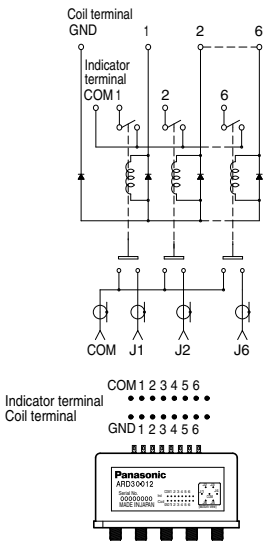 Coil terminal
GND 1 2 6
Indicator
terminal
COM 1 2 6
COM J1 J2 J6
COM 1 2 3 4 5 6
Indicator terminal
Coil terminal
GND 1 2 3 4 5 6
Panasonic
ARD30012
Serial No.
00000000
MADE IN JAPAN